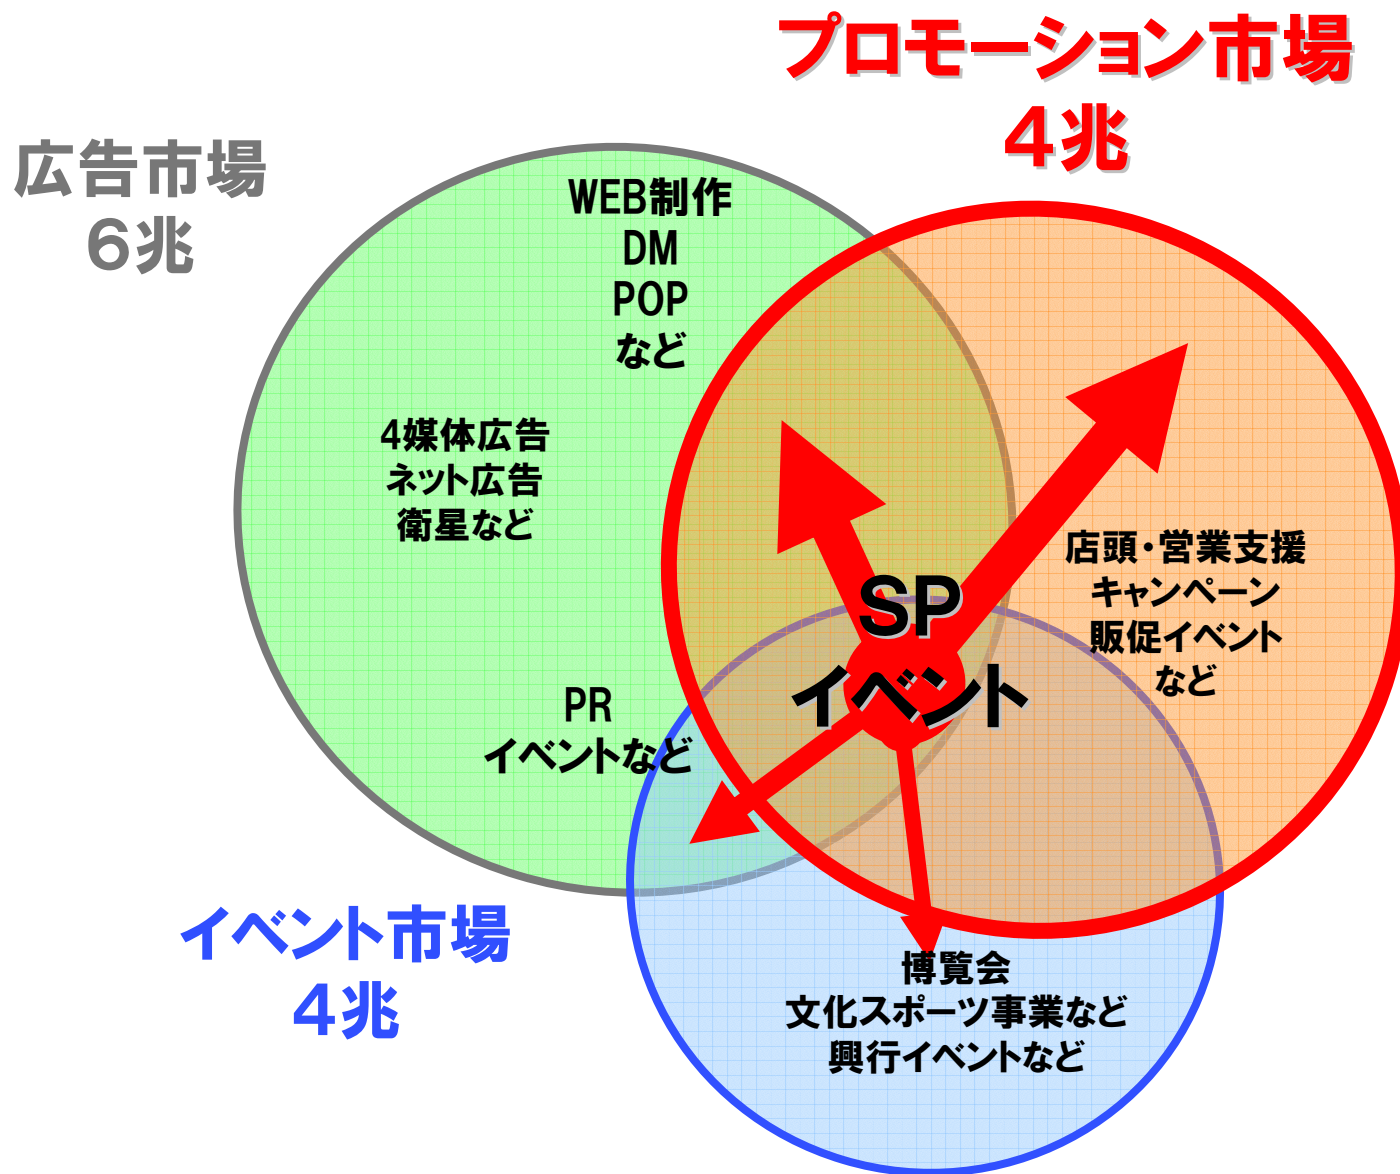 プロモーション市場
４兆
広告市場
６兆
WEB制作
DM
POP
など
4媒体広告
ネット広告
衛星など
店頭・営業支援
キャンペーン
販促イベント
など
SP
イベント
PR
イベントなど
イベント市場
４兆
博覧会
文化スポーツ事業など
興行イベントなど